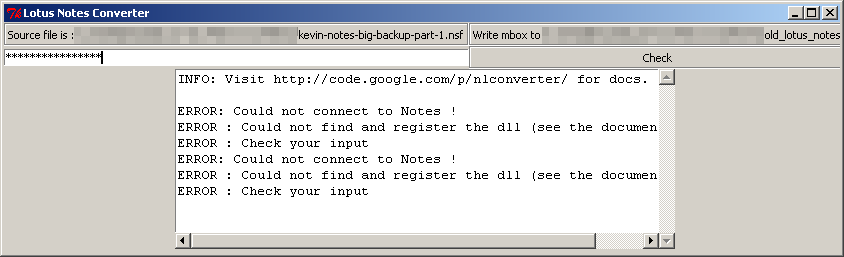 Lotus Notes Converter
Source file is : kevin-notes-big-backup-part-1.nsf
Write mbox to old_lotus_notes
****************
Check
INFO: Visit http://code.google.com/p/nlconverter/ for docs.
ERROR: Could not connect to Notes !
ERROR : Could not find and register the dll (see the documen
ERROR : Check your input
ERROR: Could not connect to Notes !
ERROR : Could not find and register the dll (see the documen
ERROR : Check your input